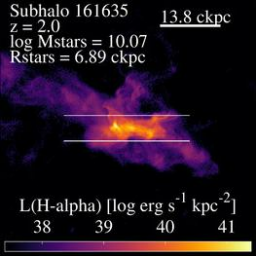 Subhalo 161635
z = 2.0
log Mstars = 10.07
Rstars = 6.89 ckpc
13.8 ckpc
L(H-alpha) [log erg s⁻¹ kpc⁻²]
38 39 40 41